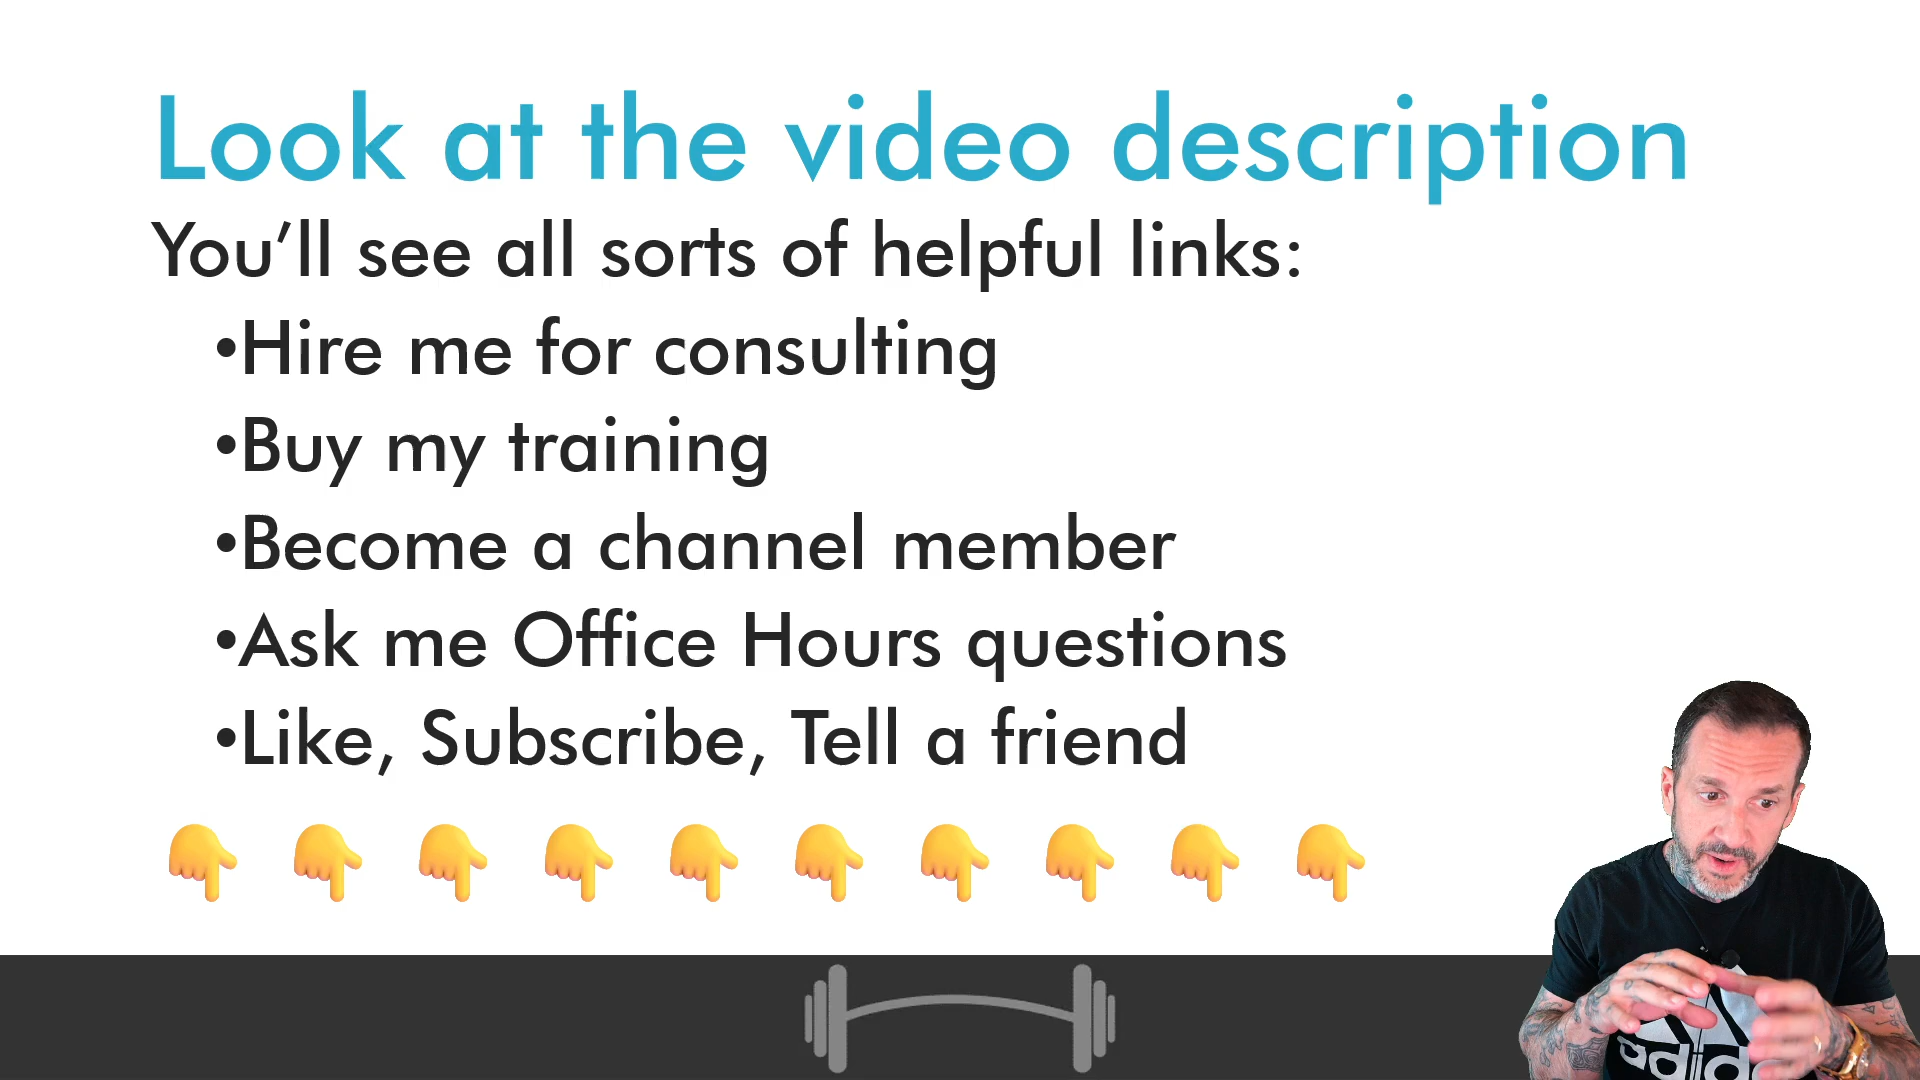 Look at the video description
You’ll see all sorts of helpful links:
•Hire me for consulting
•Buy my training
•Become a channel member
•Ask me Office Hours questions
•Like, Subscribe, Tell a friend